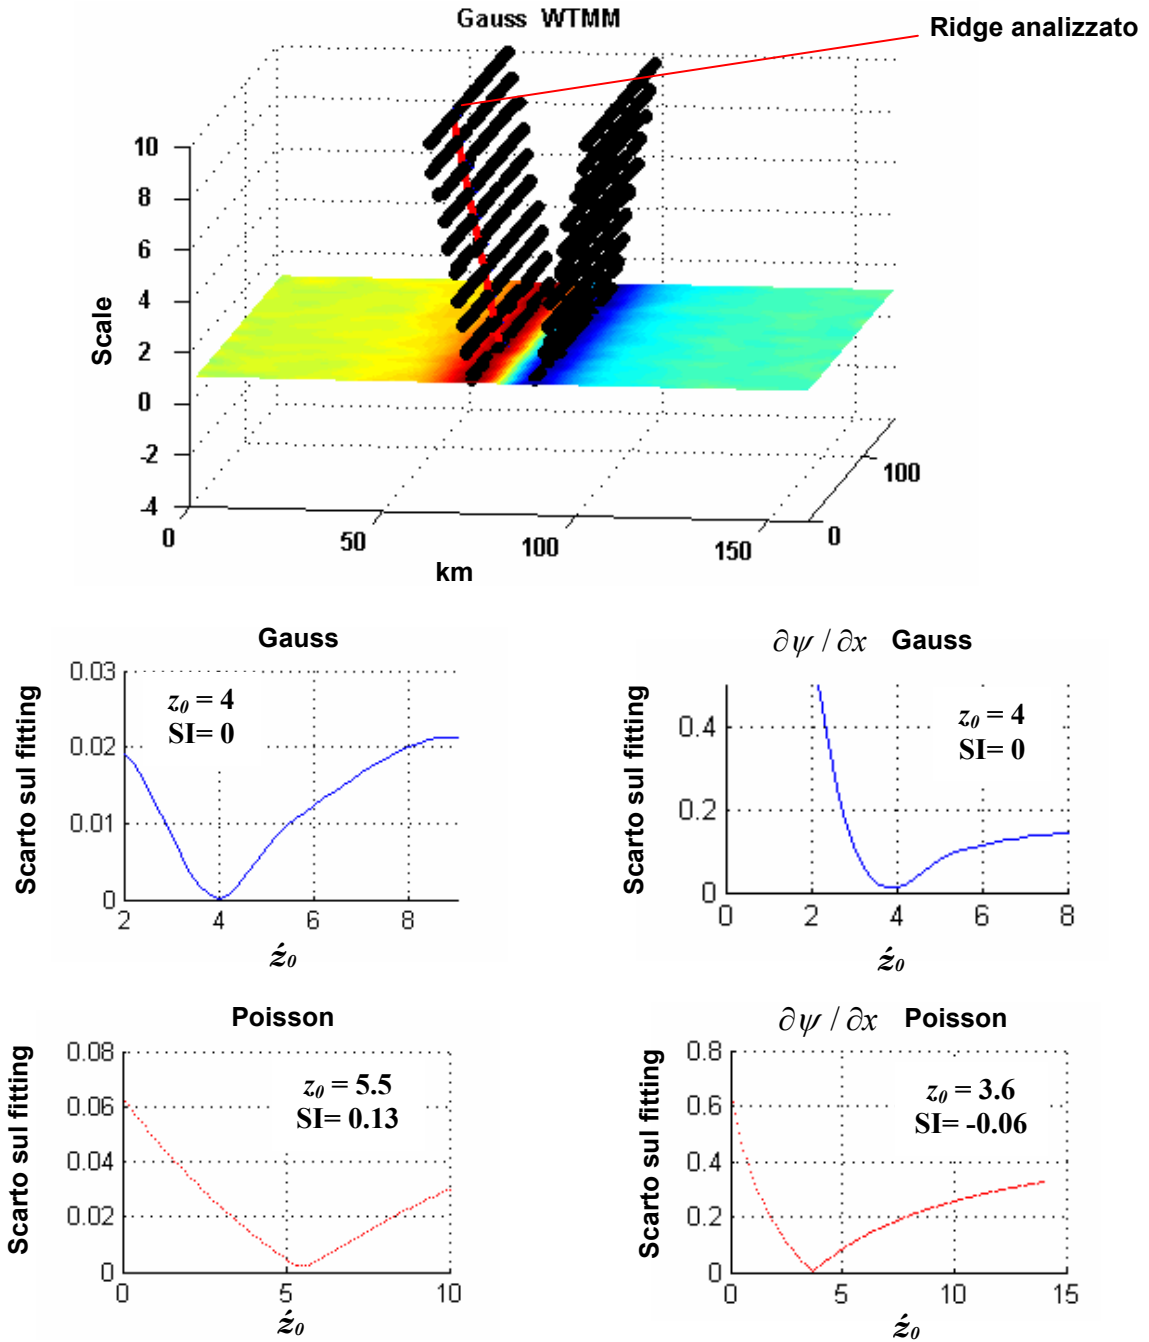 Gauss WTMM
Ridge analizzato
10
8
6
4
2
0
-2
-4
Scale
0
50
100
150
km
0
100
Gauss
0.03
0.02
0.01
0
2
4
6
8
Scarto sul fitting
z0 = 4
SI= 0
ź0
∂ψ / ∂x Gauss
0.4
0.2
0
0
2
4
6
8
Scarto sul fitting
z0 = 4
SI= 0
ź0
Poisson
0.08
0.06
0.04
0.02
0
0
5
10
Scarto sul fitting
z0 = 5.5
SI= 0.13
ź0
∂ψ / ∂x Poisson
0.8
0.6
0.4
0.2
0
0
5
10
15
Scarto sul fitting
z0 = 3.6
SI= -0.06
ź0